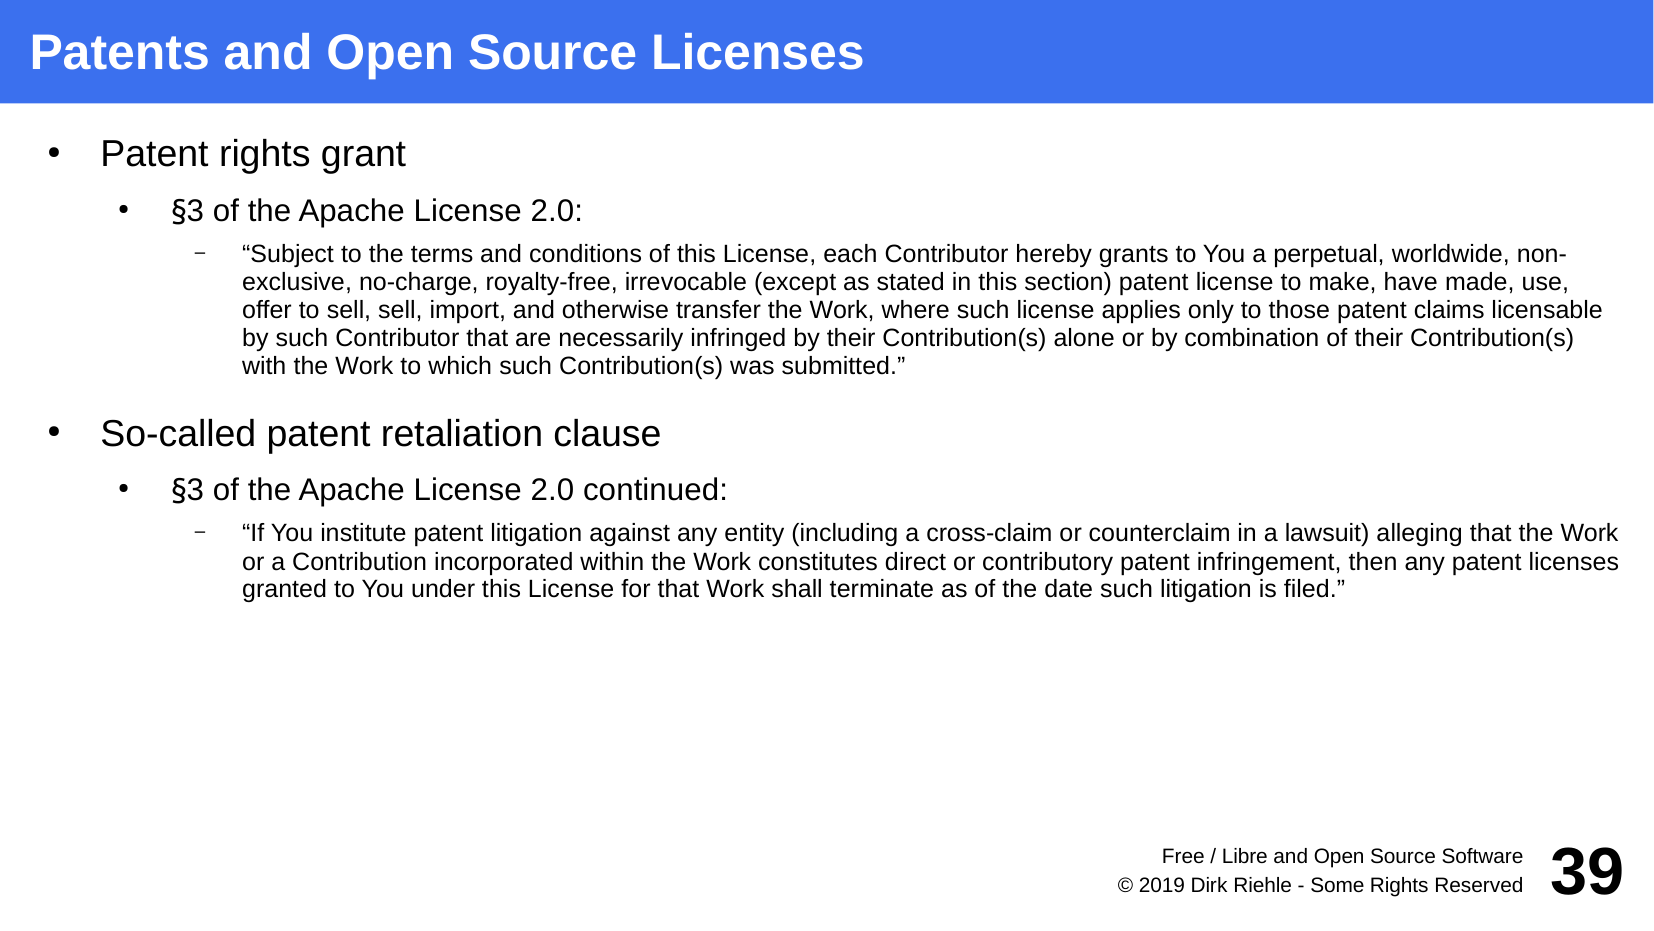 Patents and Open Source Licenses
• Patent rights grant
• §3 of the Apache License 2.0:
– “Subject to the terms and conditions of this License, each Contributor hereby grants to You a perpetual, worldwide, non-
exclusive, no-charge, royalty-free, irrevocable (except as stated in this section) patent license to make, have made, use,
offer to sell, sell, import, and otherwise transfer the Work, where such license applies only to those patent claims licensable
by such Contributor that are necessarily infringed by their Contribution(s) alone or by combination of their Contribution(s)
with the Work to which such Contribution(s) was submitted.”
• So-called patent retaliation clause
• §3 of the Apache License 2.0 continued:
– “If You institute patent litigation against any entity (including a cross-claim or counterclaim in a lawsuit) alleging that the Work
or a Contribution incorporated within the Work constitutes direct or contributory patent infringement, then any patent licenses
granted to You under this License for that Work shall terminate as of the date such litigation is filed.”
Free / Libre and Open Source Software
© 2019 Dirk Riehle - Some Rights Reserved
39